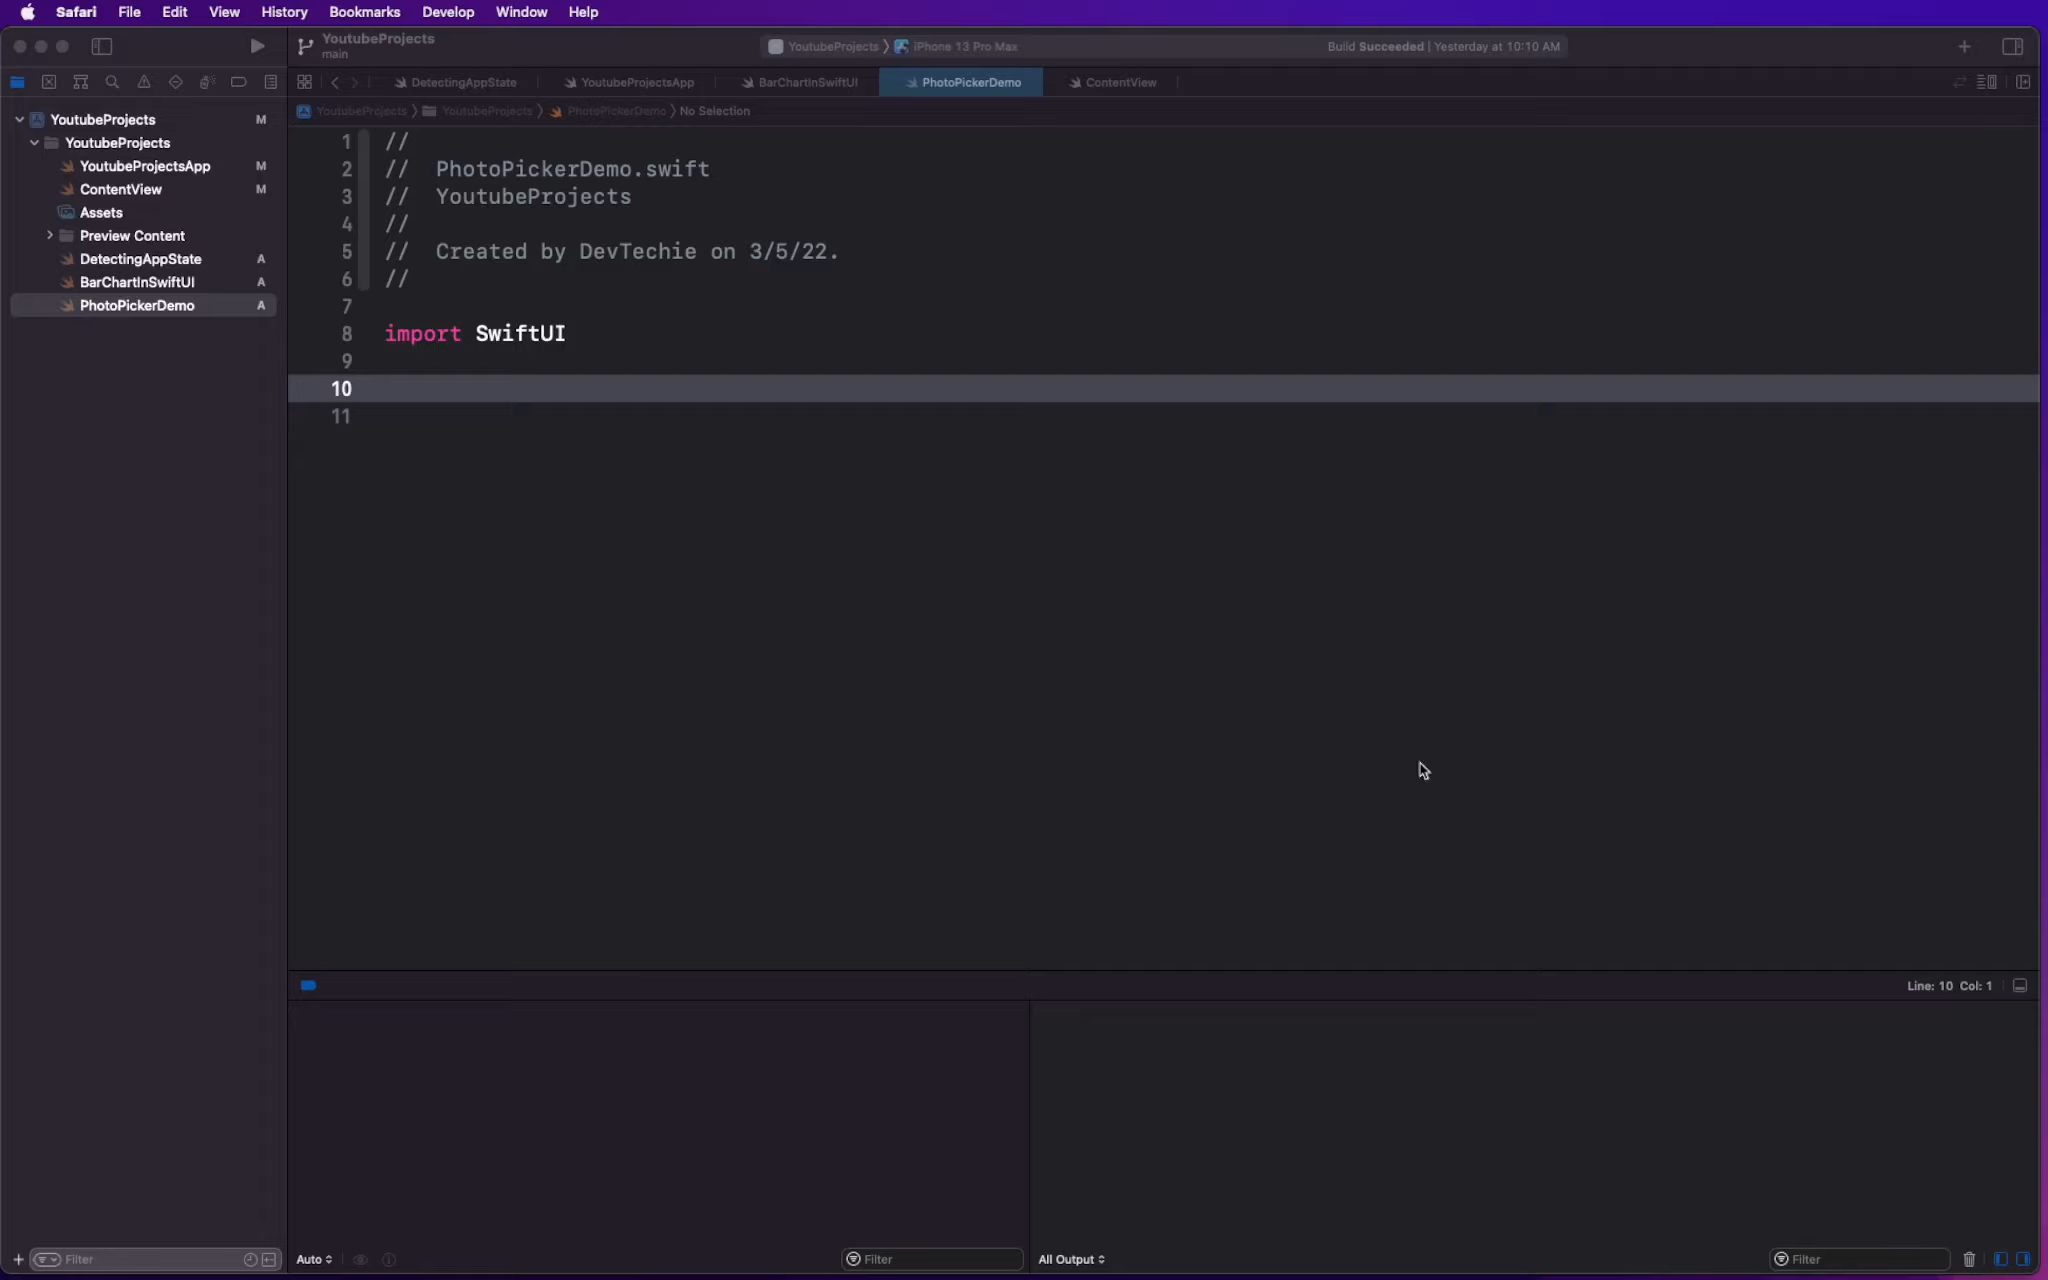 Safari File Edit View History Bookmarks Develop Window Help
YoutubeProjects
main
YoutubeProjects 〉 iPhone 13 Pro Max
Build Succeeded | Yesterday at 10:10 AM
DetectingAppState YoutubeProjectsApp BarChartInSwiftUI PhotoPickerDemo ContentView
YoutubeProjects 〉 YoutubeProjects 〉 PhotoPickerDemo 〉 No Selection
YoutubeProjects M
YoutubeProjects
YoutubeProjectsApp M
ContentView M
Assets
Preview Content
DetectingAppState A
BarChartInSwiftUI A
PhotoPickerDemo A
1 //
2 // PhotoPickerDemo.swift
3 // YoutubeProjects
4 //
5 // Created by DevTechie on 3/5/22.
6 //
7
8 import SwiftUI
9
10
11
Line: 10 Col: 1
Filter
Auto
Filter
All Output
Filter